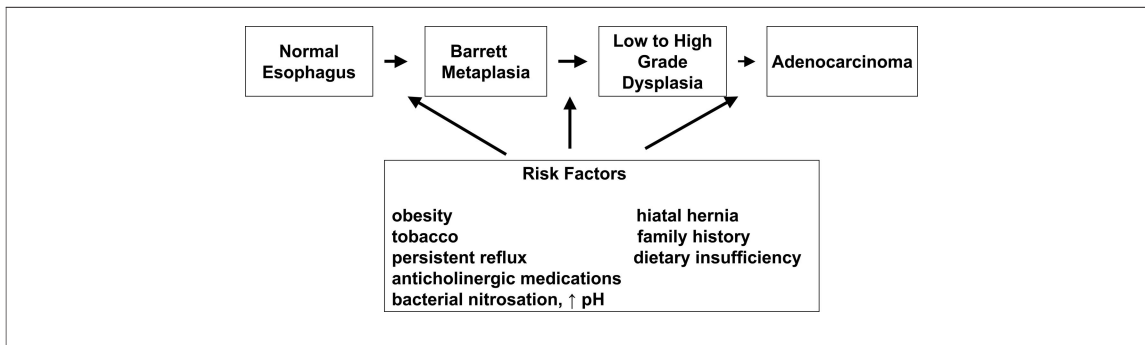 Normal
Esophagus
Barrett
Metaplasia
Low to High
Grade
Dysplasia
Adenocarcinoma
Risk Factors
obesity
tobacco
persistent reflux
anticholinergic medications
bacterial nitrosation, ↑ pH
hiatal hernia
family history
dietary insufficiency